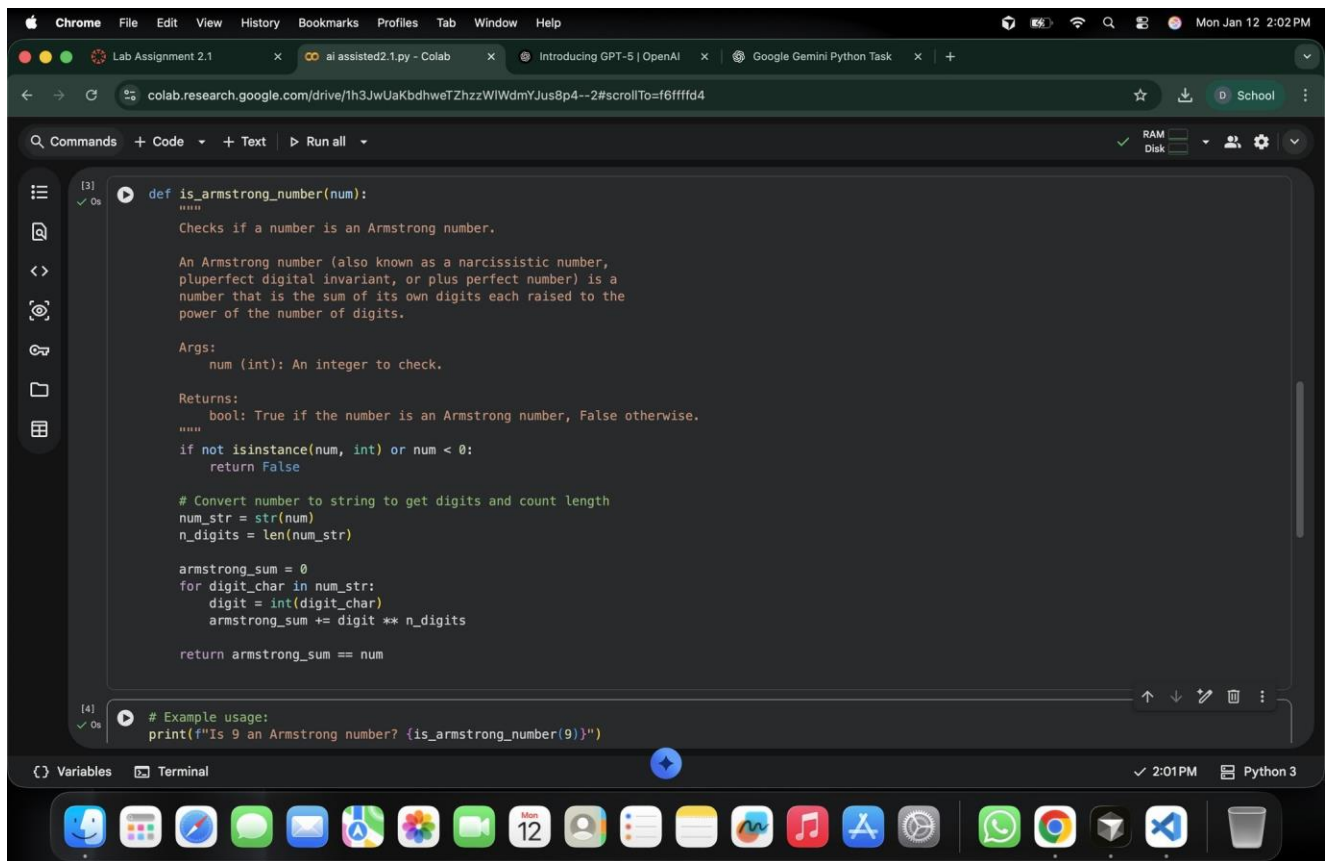 Chrome File Edit View History Bookmarks Profiles Tab Window Help Mon Jan 12 2:02 PM
Lab Assignment 2.1 ai assisted2.1.py - Colab Introducing GPT-5 | OpenAI Google Gemini Python Task
colab.research.google.com/drive/1h3JwUaKbdhweTZhzzWIWdmYJus8p4--2#scrollTo=f6ffffd4 D School
Commands + Code + Text Run all RAM
Disk
[3] def is_armstrong_number(num):
0s """
Checks if a number is an Armstrong number.
An Armstrong number (also known as a narcissistic number,
pluperfect digital invariant, or plus perfect number) is a
number that is the sum of its own digits each raised to the
power of the number of digits.
Args:
num (int): An integer to check.
Returns:
bool: True if the number is an Armstrong number, False otherwise.
"""
if not isinstance(num, int) or num < 0:
return False
# Convert number to string to get digits and count length
num_str = str(num)
n_digits = len(num_str)
armstrong_sum = 0
for digit_char in num_str:
digit = int(digit_char)
armstrong_sum += digit ** n_digits
return armstrong_sum == num
[4] # Example usage:
0s print(f"Is 9 an Armstrong number? {is_armstrong_number(9)}")
Variables Terminal 2:01 PM Python 3
Mon
12